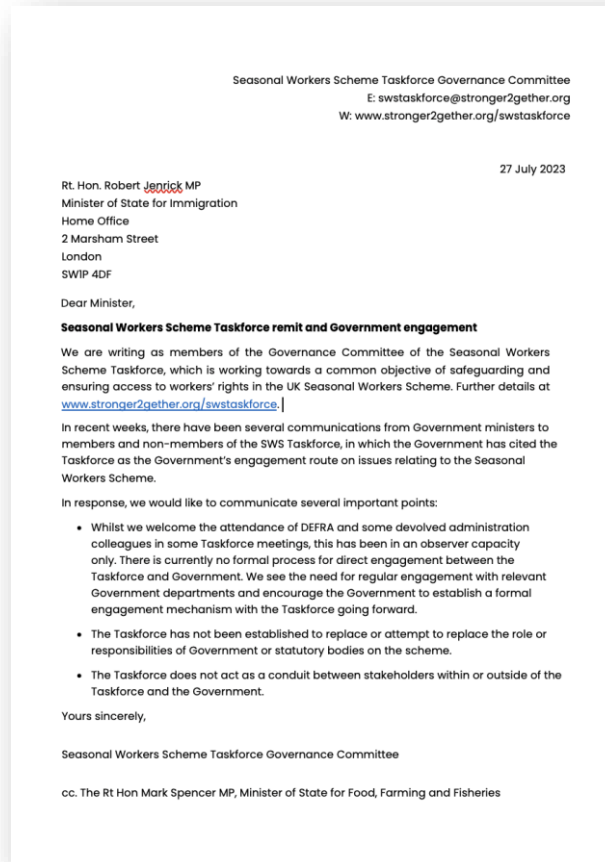 Seasonal Workers Scheme Taskforce Governance Committee
E: swstaskforce@stronger2gether.org
W: www.stronger2gether.org/swstaskforce
27 July 2023
Rt. Hon. Robert Jenrick MP
Minister of State for Immigration
Home Office
2 Marsham Street
London
SW1P 4DF
Dear Minister,
Seasonal Workers Scheme Taskforce remit and Government engagement
We are writing as members of the Governance Committee of the Seasonal Workers
Scheme Taskforce, which is working towards a common objective of safeguarding and
ensuring access to workers' rights in the UK Seasonal Workers Scheme. Further details at
www.stronger2gether.org/swstaskforce.
In recent weeks, there have been several communications from Government ministers to
members and non-members of the SWS Taskforce, in which the Government has cited the
Taskforce as the Government's engagement route on issues relating to the Seasonal
Workers Scheme.
In response, we would like to communicate several important points:
• Whilst we welcome the attendance of DEFRA and some devolved administration
colleagues in some Taskforce meetings, this has been in an observer capacity
only. There is currently no formal process for direct engagement between the
Taskforce and Government. We see the need for regular engagement with relevant
Government departments and encourage the Government to establish a formal
engagement mechanism with the Taskforce going forward.
• The Taskforce has not been established to replace or attempt to replace the role or
responsibilities of Government or statutory bodies on the scheme.
• The Taskforce does not act as a conduit between stakeholders within or outside of the
Taskforce and the Government.
Yours sincerely,
Seasonal Workers Scheme Taskforce Governance Committee
cc. The Rt Hon Mark Spencer MP, Minister of State for Food, Farming and Fisheries